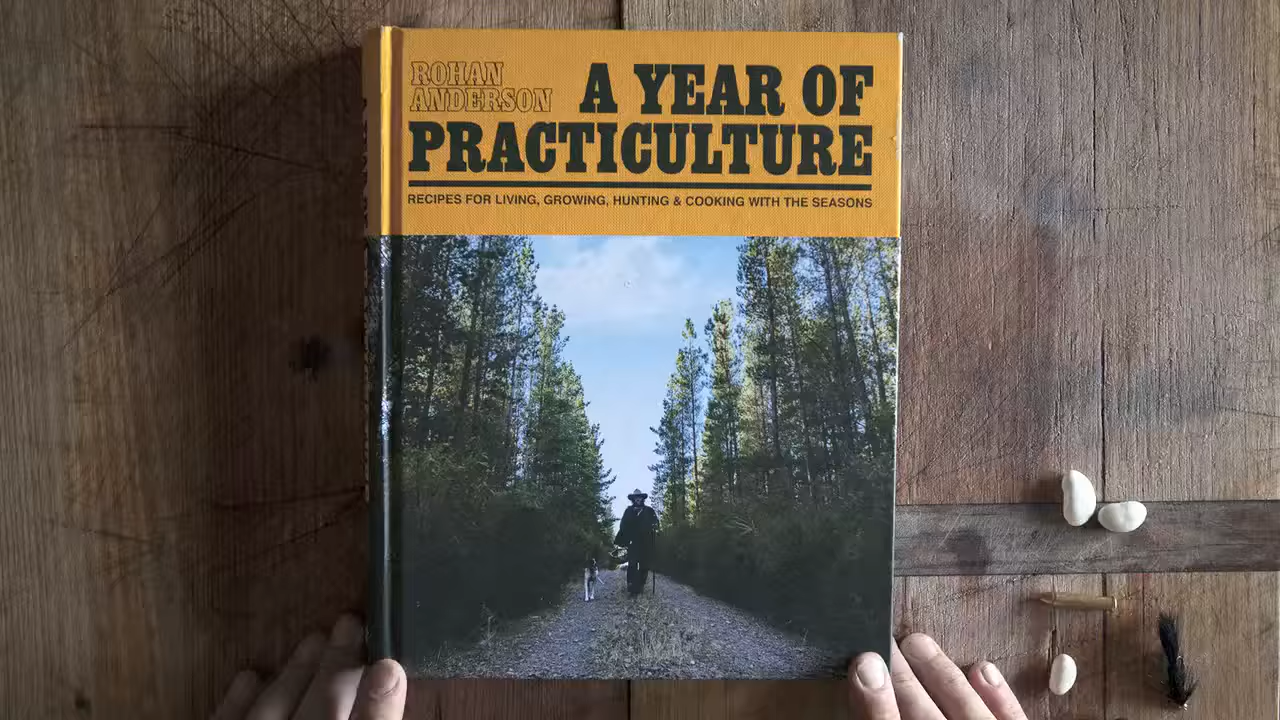 ROHAN
ANDERSON
A YEAR OF
PRACTICULTURE
RECIPES FOR LIVING, GROWING, HUNTING & COOKING WITH THE SEASONS